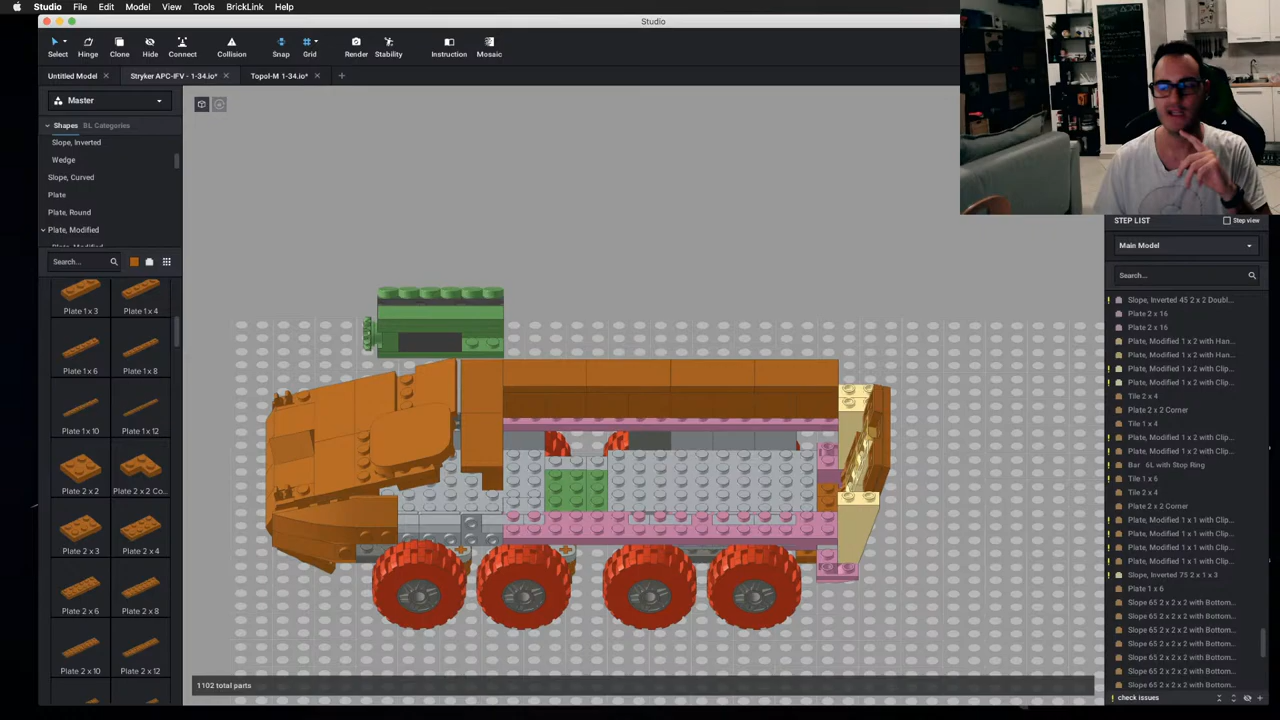 Studio File Edit Model View Tools BrickLink Help
Studio
Select Hinge Clone Hide Connect Collision Snap Grid Render Stability Instruction Mosaic
Untitled Model Stryker APC-IFV - 1-34.io* Topol-M 1-34.io*
Master
Shapes BL Categories
Slope, Inverted
Wedge
Slope, Curved
Plate
Plate, Round
Plate, Modified
Search...
Plate 1 x 3 Plate 1 x 4
Plate 1 x 6 Plate 1 x 8
Plate 1 x 10 Plate 1 x 12
Plate 2 x 2 Plate 2 x 2 Co...
Plate 2 x 3 Plate 2 x 4
Plate 2 x 6 Plate 2 x 8
Plate 2 x 10 Plate 2 x 12
1102 total parts
STEP LIST Step view
Main Model
Search...
Slope, Inverted 45 2 x 2 Doubl...
Plate 2 x 16
Plate 2 x 16
Plate, Modified 1 x 2 with Han...
Plate, Modified 1 x 2 with Han...
Plate, Modified 1 x 2 with Clip...
Plate, Modified 1 x 2 with Clip...
Tile 2 x 4
Plate 2 x 2 Corner
Tile 1 x 4
Plate, Modified 1 x 2 with Clip...
Plate, Modified 1 x 2 with Clip...
Bar 6L with Stop Ring
Tile 1 x 6
Tile 2 x 4
Plate 2 x 2 Corner
Plate, Modified 1 x 1 with Clip...
Plate, Modified 1 x 1 with Clip...
Plate, Modified 1 x 1 with Clip...
Plate, Modified 1 x 1 with Clip...
Slope, Inverted 75 2 x 1 x 3
Plate 1 x 6
Slope 65 2 x 2 x 2 with Bottom...
Slope 65 2 x 2 x 2 with Bottom...
Slope 65 2 x 2 x 2 with Bottom...
Slope 65 2 x 2 x 2 with Bottom...
Slope 65 2 x 2 x 2 with Bottom...
Slope 65 2 x 2 x 2 with Bottom...
Slope 65 2 x 2 x 2 with Bottom...
check issues